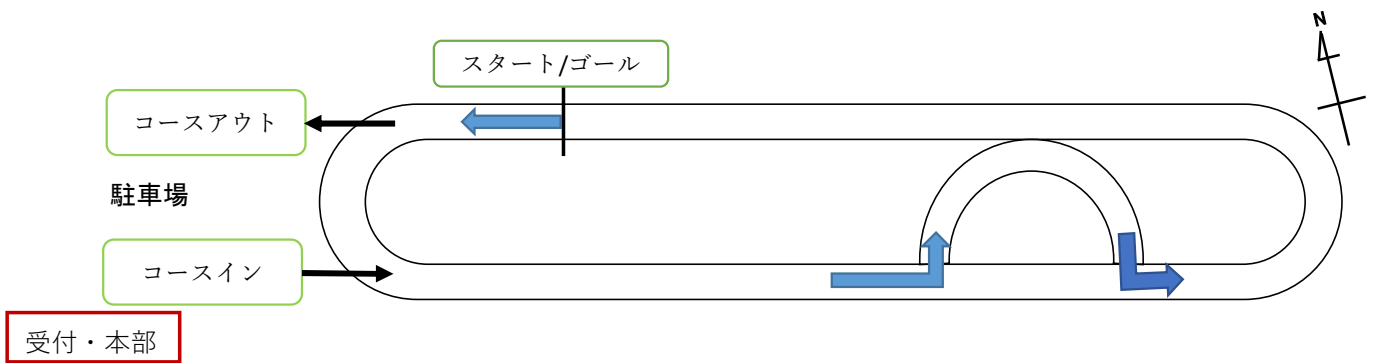 N
スタート/ゴール
コースアウト
駐車場
コースイン
受付・本部